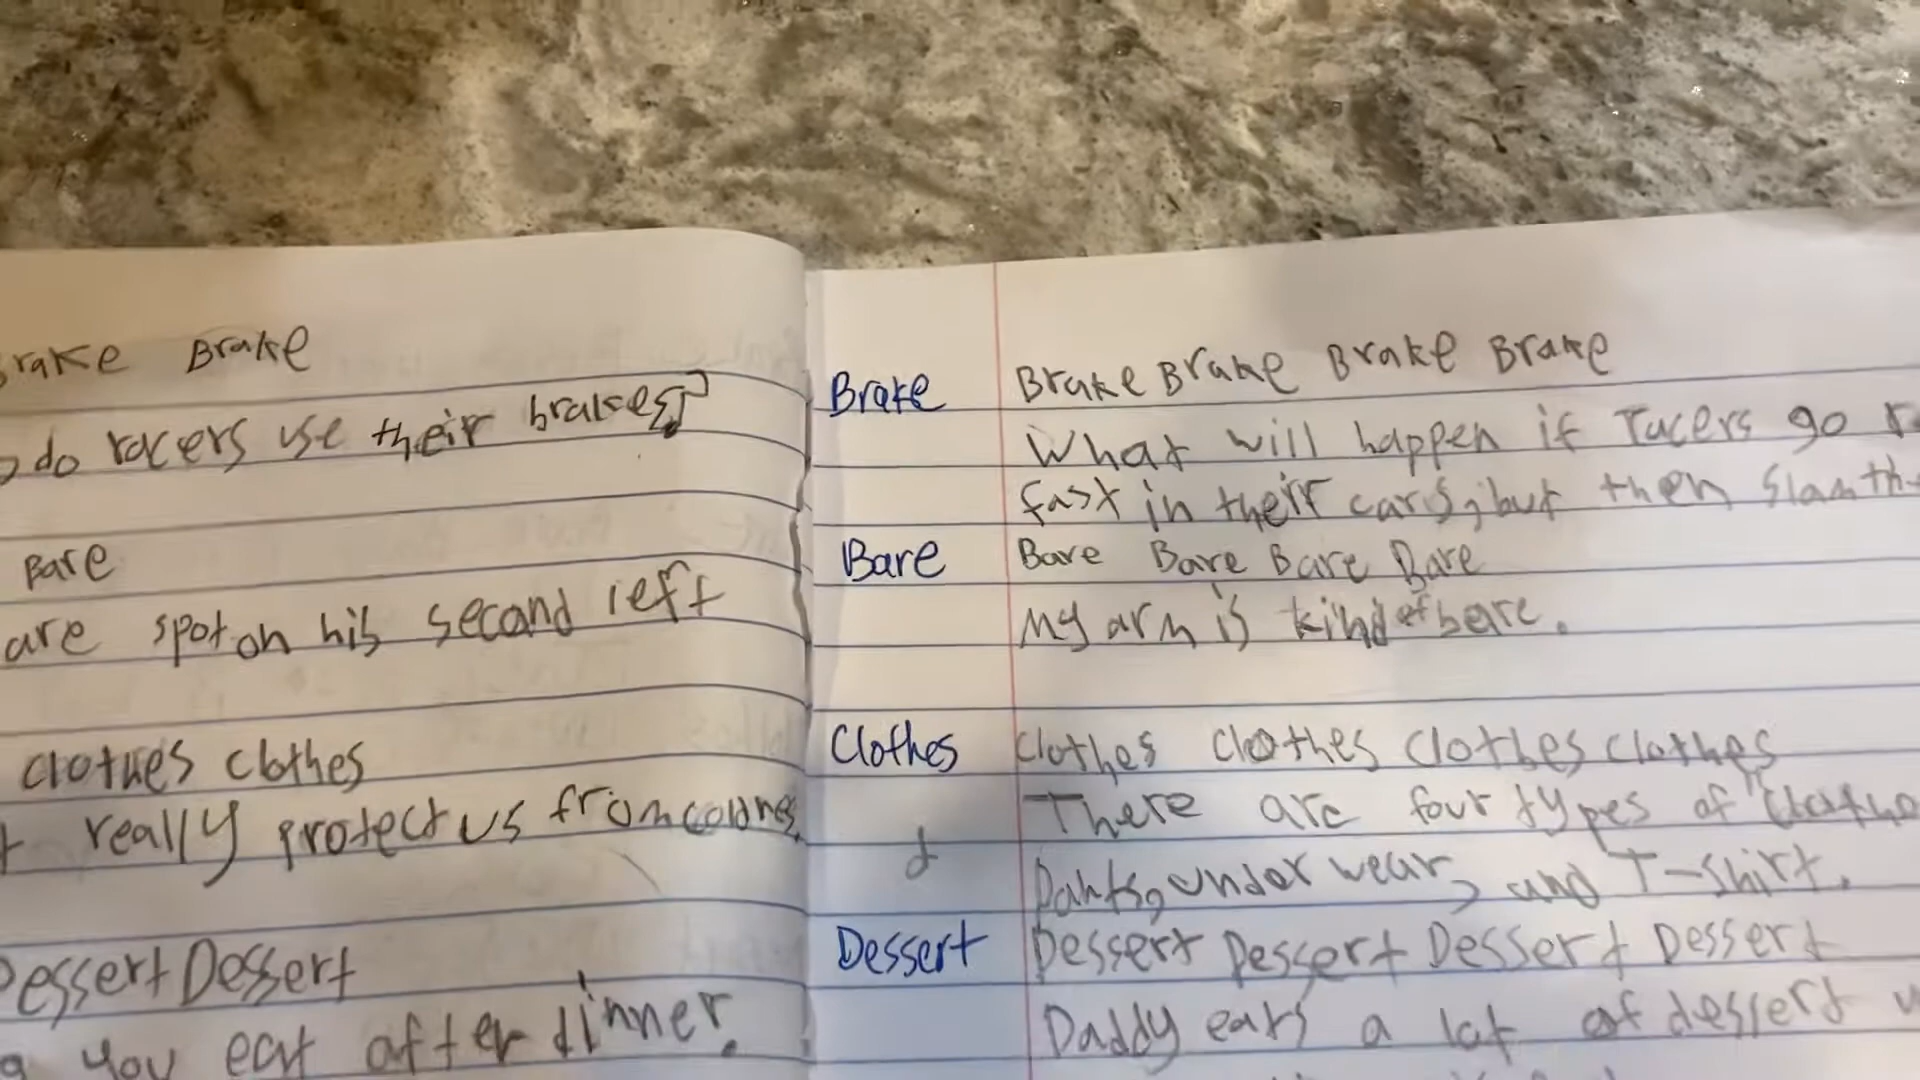 Brake
do racers use their brakes?
Bare
are spot on his second left
clothes clothes
really protect us from coldness.
Dessert Dessert
you eat after dinner.
Brake Brake Brake Brake Brake
What will happen if racers go
fast in their cars, but then slam the
Bare Bare Bare Bare Bare
My arm is kind of bare.
Clothes Clothes Clothes Clothes Clothes
There are four types of
Pants, underwear, and T-shirt.
Dessert Dessert Dessert Dessert Dessert
Daddy eats a lot of dessert